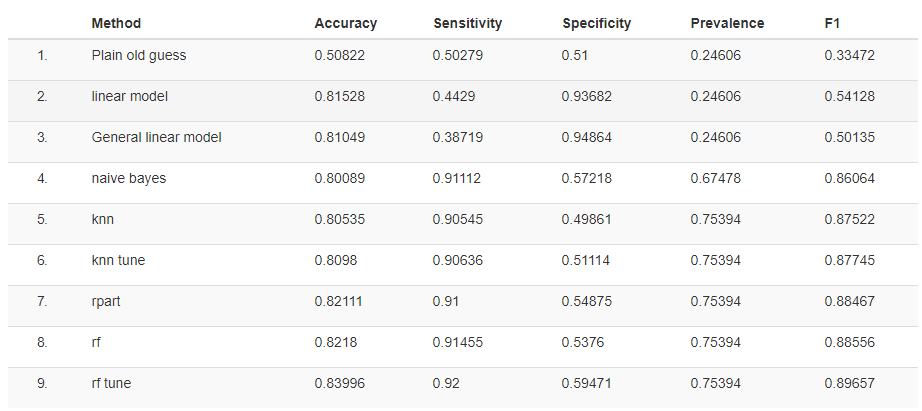 Method Accuracy Sensitivity Specificity Prevalence F1
1. Plain old guess 0.50822 0.50279 0.51 0.24606 0.33472
2. linear model 0.81528 0.4429 0.93682 0.24606 0.54128
3. General linear model 0.81049 0.38719 0.94864 0.24606 0.50135
4. naive bayes 0.80089 0.91112 0.57218 0.67478 0.86064
5. knn 0.80535 0.90545 0.49861 0.75394 0.87522
6. knn tune 0.8098 0.90636 0.51114 0.75394 0.87745
7. rpart 0.82111 0.91 0.54875 0.75394 0.88467
8. rf 0.8218 0.91455 0.5376 0.75394 0.88556
9. rf tune 0.83996 0.92 0.59471 0.75394 0.89657